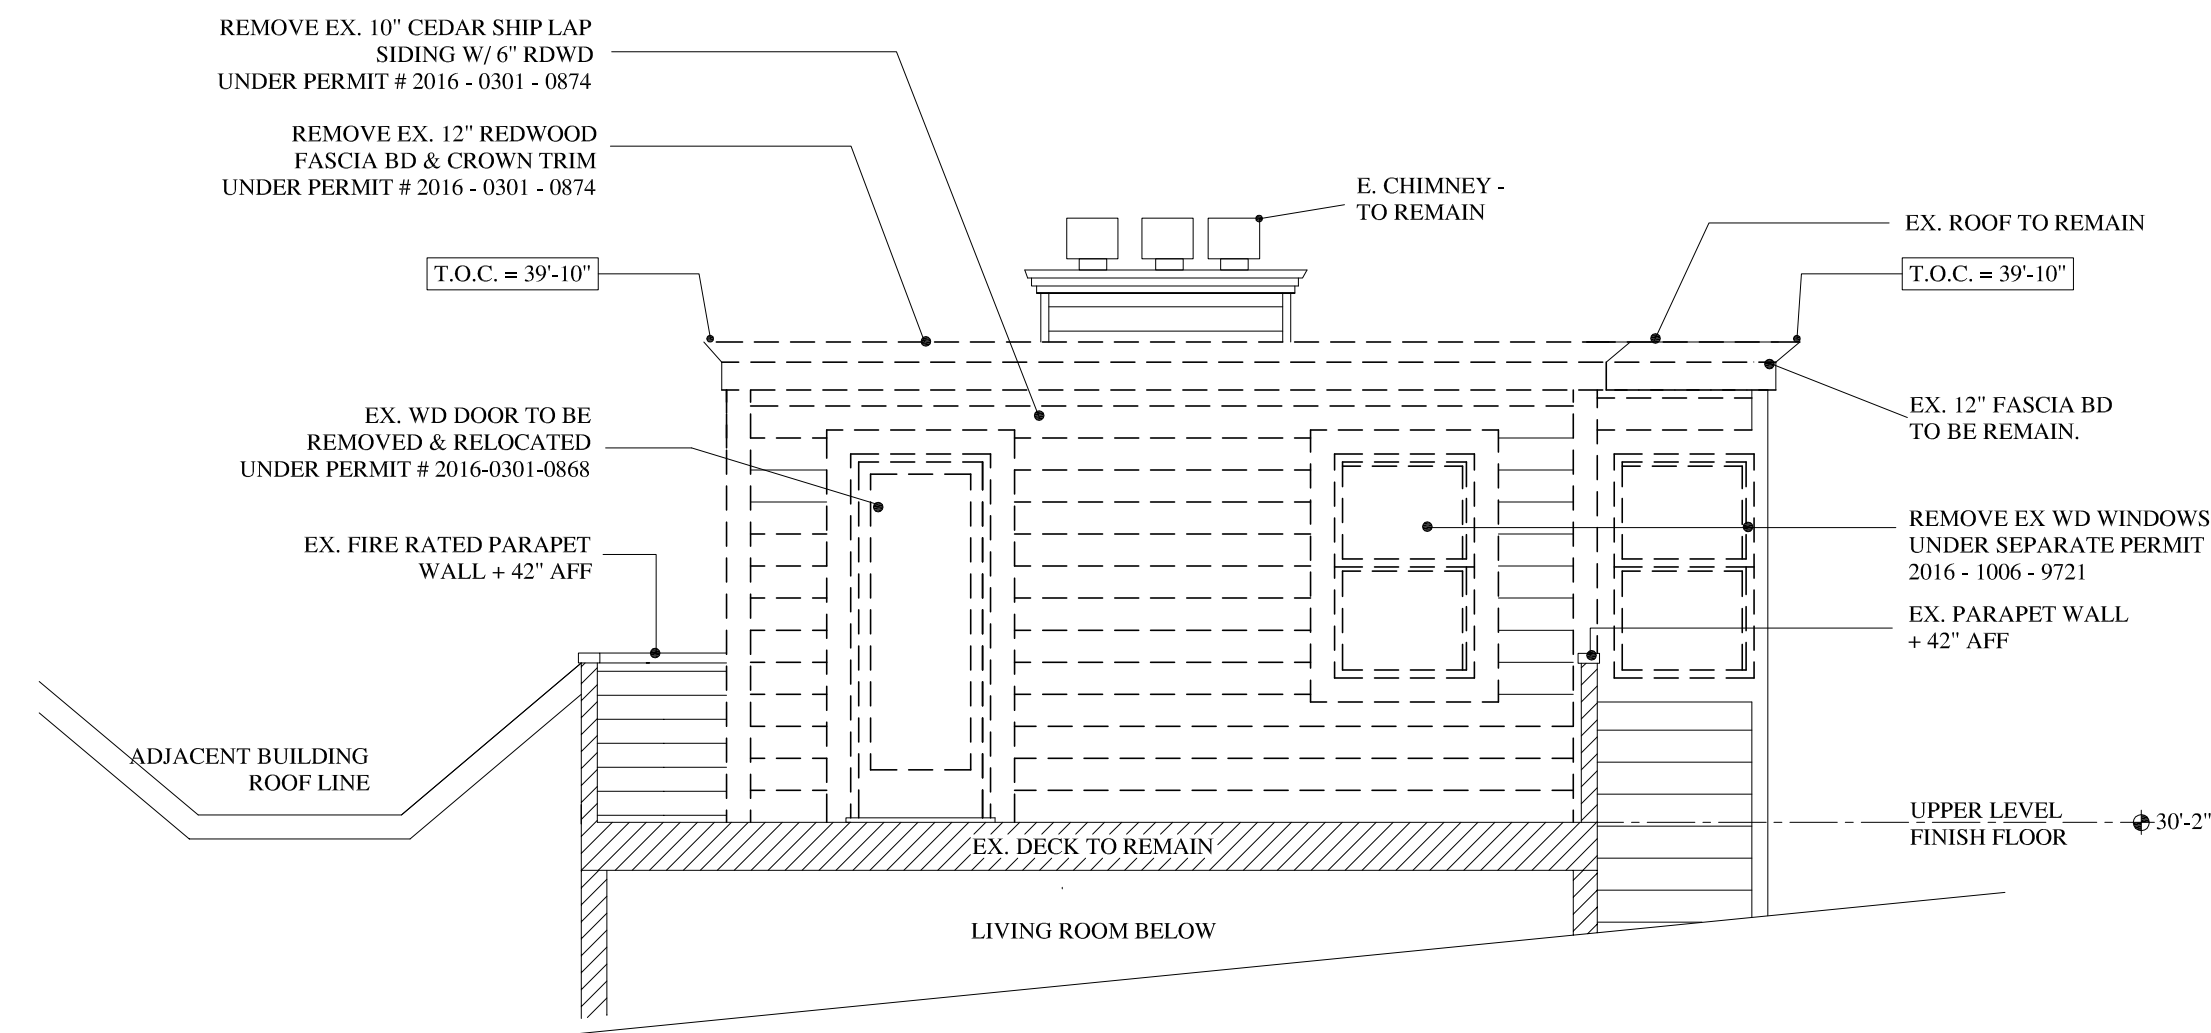 REMOVE EX. 10" CEDAR SHIP LAP
SIDING W/ 6" RDWD
UNDER PERMIT # 2016 - 0301 - 0874
REMOVE EX. 12" REDWOOD
FASCIA BD & CROWN TRIM
UNDER PERMIT # 2016 - 0301 - 0874
E. CHIMNEY -
TO REMAIN
EX. ROOF TO REMAIN
T.O.C. = 39'-10"
T.O.C. = 39'-10"
EX. WD DOOR TO BE
REMOVED & RELOCATED
UNDER PERMIT # 2016-0301-0868
EX. 12" FASCIA BD
TO BE REMAIN.
EX. FIRE RATED PARAPET
WALL + 42" AFF
REMOVE EX WD WINDOWS
UNDER SEPARATE PERMIT
2016 - 1006 - 9721
EX. PARAPET WALL
+ 42" AFF
ADJACENT BUILDING
ROOF LINE
UPPER LEVEL
FINISH FLOOR
30'-2"
EX. DECK TO REMAIN
LIVING ROOM BELOW